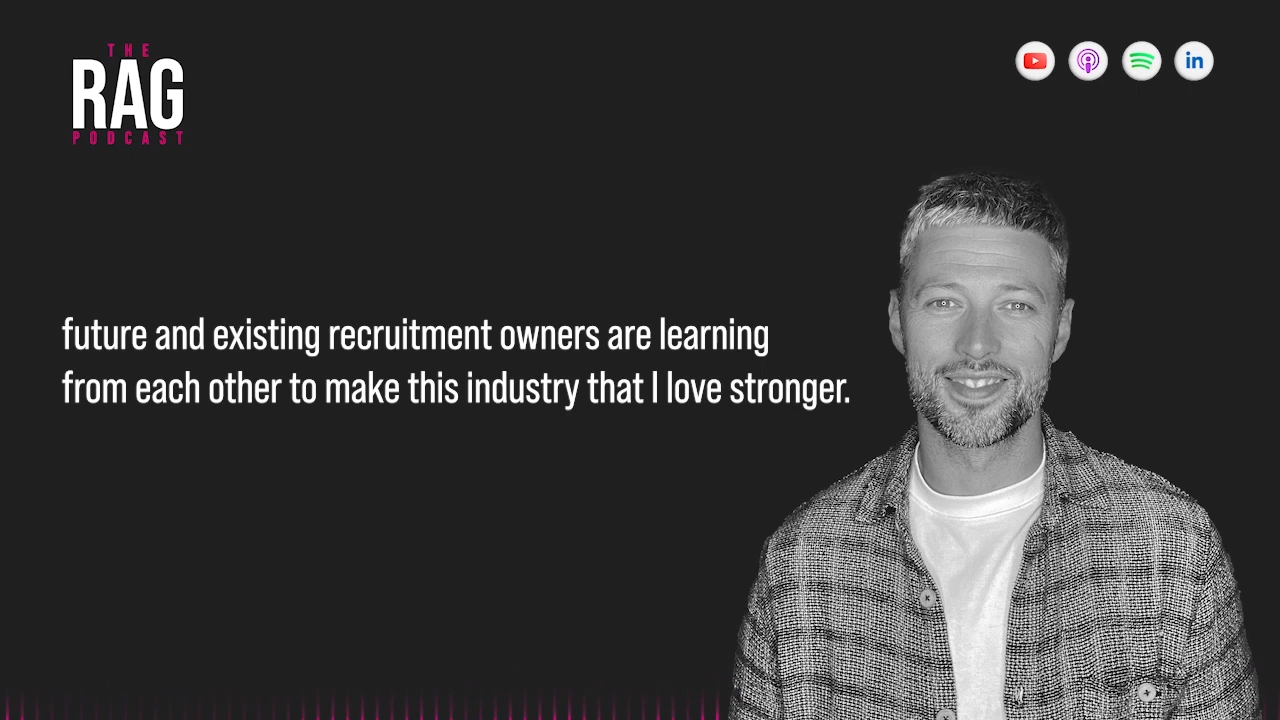 THE
RAG
PODCAST
in
future and existing recruitment owners are learning
from each other to make this industry that I love stronger.